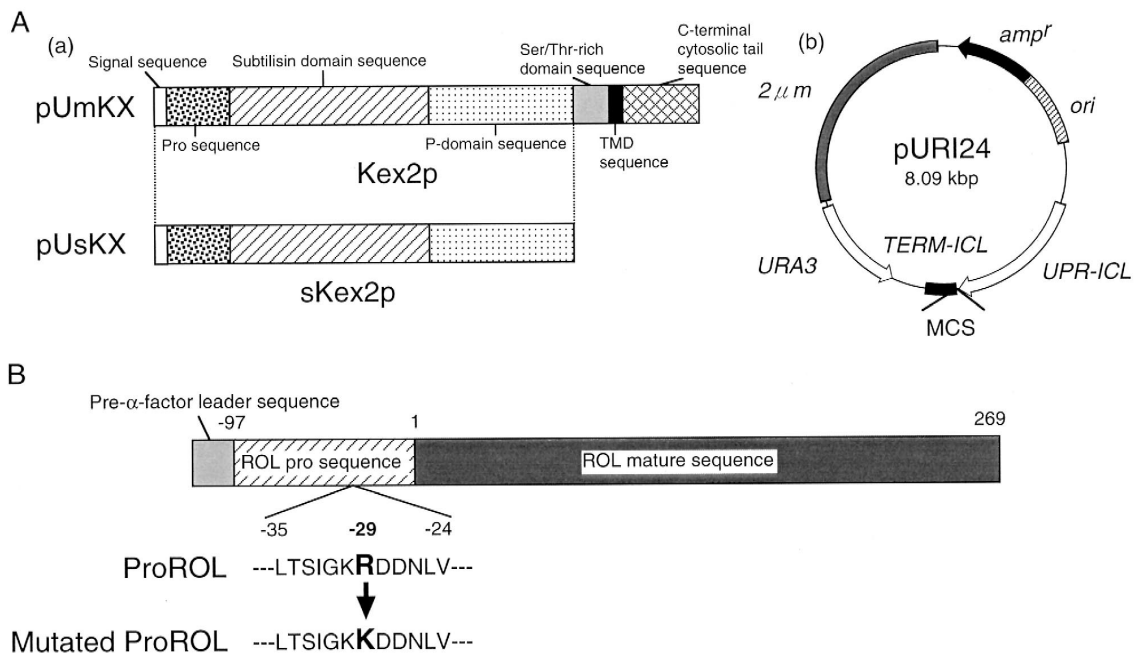 A
(a)
Signal sequence
Subtilisin domain sequence
Ser/Thr-rich
domain sequence
C-terminal
cytosolic tail
sequence
pUmKX
Pro sequence
P-domain sequence
TMD
sequence
Kex2p
pUsKX
sKex2p
(b)
amp^r
2 μ m
ori
pURI24
8.09 kbp
URA3
TERM-ICL
UPR-ICL
MCS
B
Pre-α-factor leader sequence
-97
1
269
ROL pro sequence
ROL mature sequence
-35
-29
-24
ProROL
---LTSIGKRDDNLV---
Mutated ProROL
---LTSIGKKDDNLV---